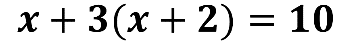 x + 3(x + 2) = 10